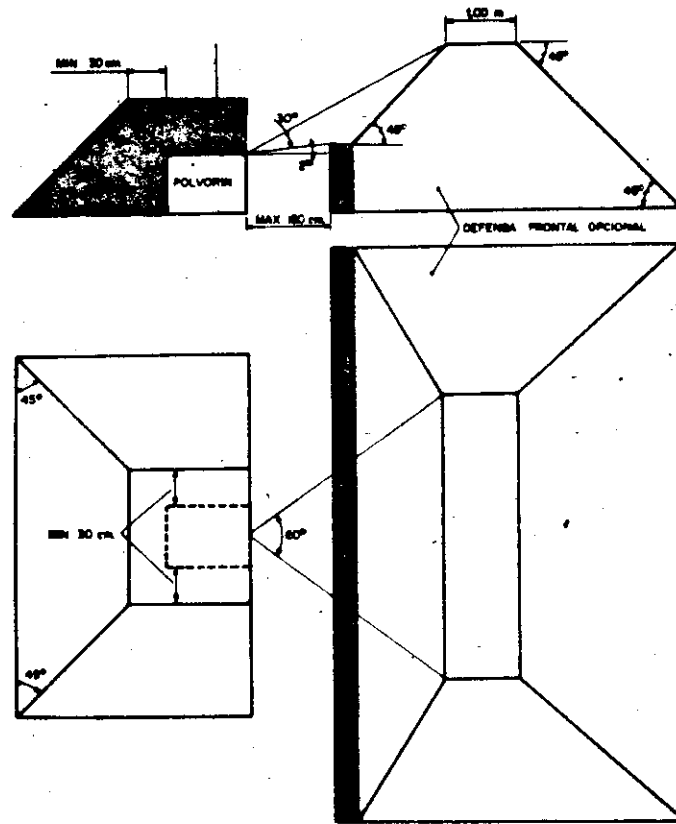 1,00 m
MIN 30 cm.
45°
30°
45°
2°
POLVORIN
45°
MAX 180 cm.
DEFENSA FRONTAL OPCIONAL
45°
MIN 30 cm.
60°
45°